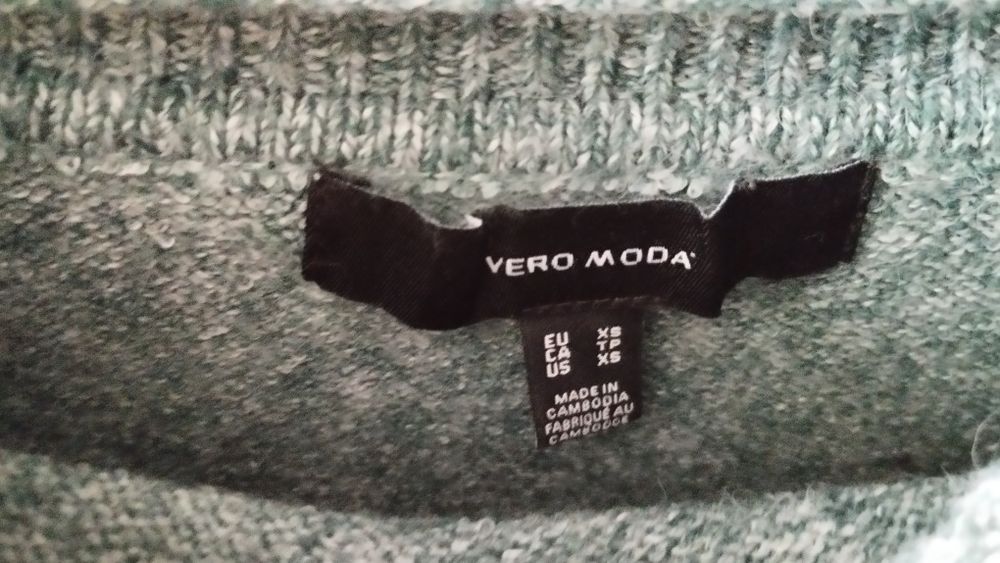 VERO MODA
EU XS
CA TP
US XS
MADE IN
CAMBODIA
FABRIQUÉ AU
CAMBODGE